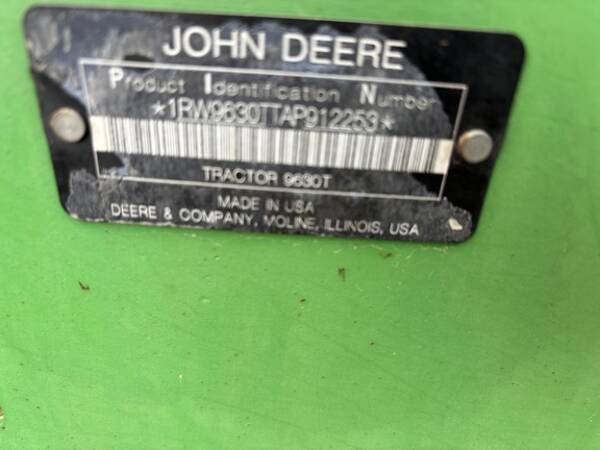 JOHN DEERE
Product Identification Number
*1RW9630TTAP912253*
TRACTOR 9630T
MADE IN USA
DEERE & COMPANY, MOLINE, ILLINOIS, USA